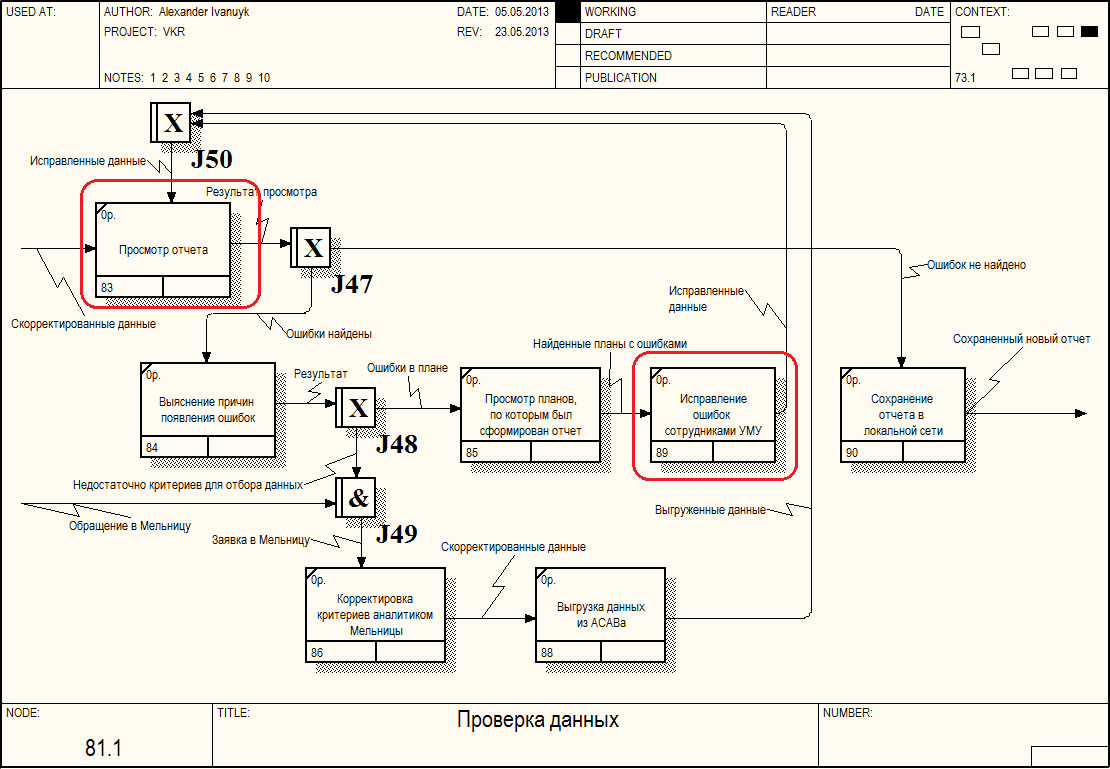 USED AT:
AUTHOR: Alexander Ivanuyk
DATE: 05.05.2013
WORKING
READER
DATE
CONTEXT:
PROJECT: VKR
REV: 23.05.2013
DRAFT
RECOMMENDED
NOTES: 1 2 3 4 5 6 7 8 9 10
PUBLICATION
73.1
X
J50
Исправленные данные
Результат просмотра
0р.
Просмотр отчета
83
X
J47
Ошибок не найдено
Скорректированные данные
Ошибки найдены
Исправленные
данные
Найденные планы с ошибками
Сохраненный новый отчет
0р.
Выяснение причин
появления ошибок
84
Результат
X
J48
Ошибки в плане
0р.
Просмотр планов,
по которым был
сформирован отчет
85
0р.
Исправление
ошибок
сотрудниками УМУ
89
0р.
Сохранение
отчета в
локальной сети
90
Недостаточно критериев для отбора данных
&
J49
Обращение в Мельницу
Заявка в Мельницу
Выгруженные данные
Скорректированные данные
0р.
Корректировка
критериев аналитиком
Мельницы
86
0р.
Выгрузка данных
из АСАВа
88
NODE:
TITLE:
NUMBER:
81.1
Проверка данных